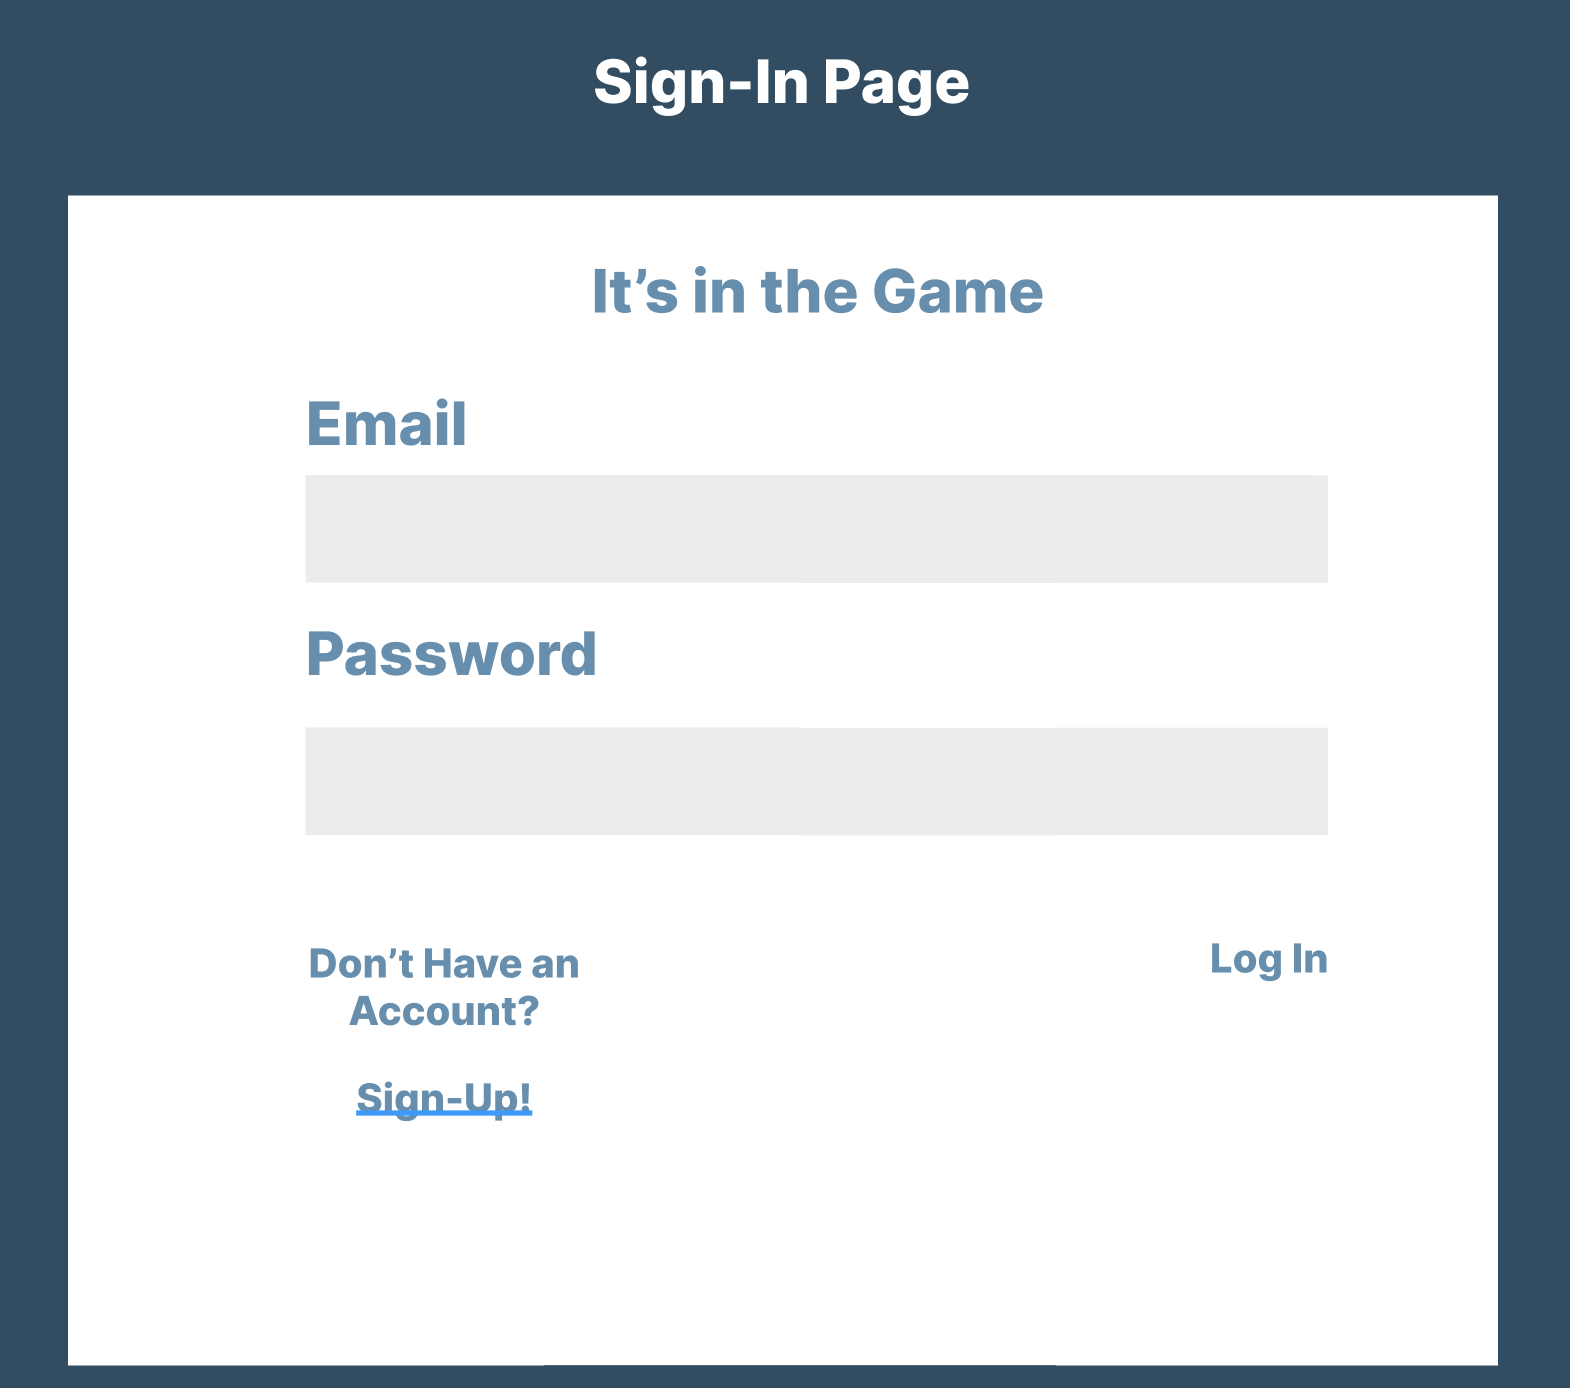 Sign-In Page
It’s in the Game
Email
Password
Don’t Have an
Account?
Log In
Sign-Up!